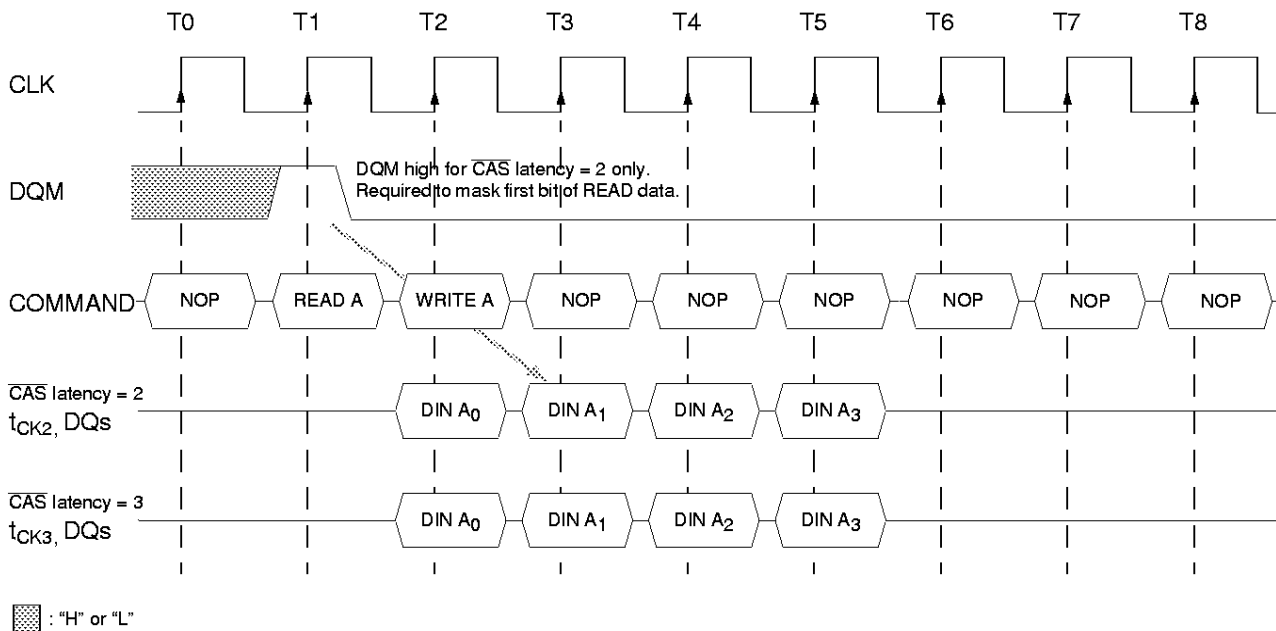 T0 T1 T2 T3 T4 T5 T6 T7 T8
CLK
DQM
DQM high for CAS latency = 2 only.
Required to mask first bit of READ data.
COMMAND NOP READ A WRITE A NOP NOP NOP NOP NOP NOP
CAS latency = 2
tCK2, DQs
DIN A0 DIN A1 DIN A2 DIN A3
CAS latency = 3
tCK3, DQs
DIN A0 DIN A1 DIN A2 DIN A3
: “H” or “L”